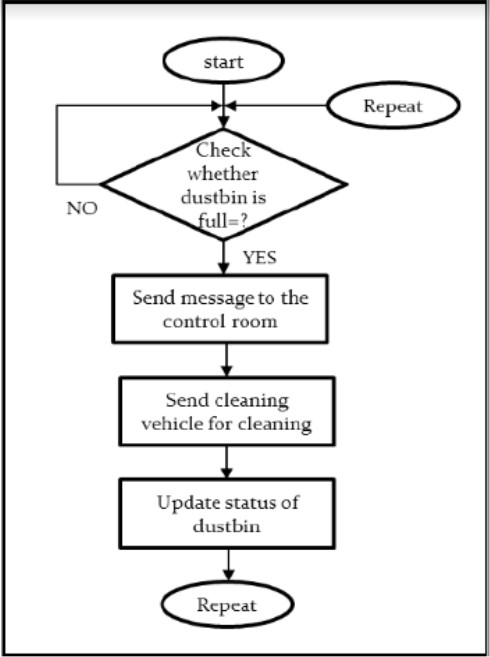 start
Repeat
Check
whether
dustbin is
full=?
NO
YES
Send message to the
control room
Send cleaning
vehicle for cleaning
Update status of
dustbin
Repeat